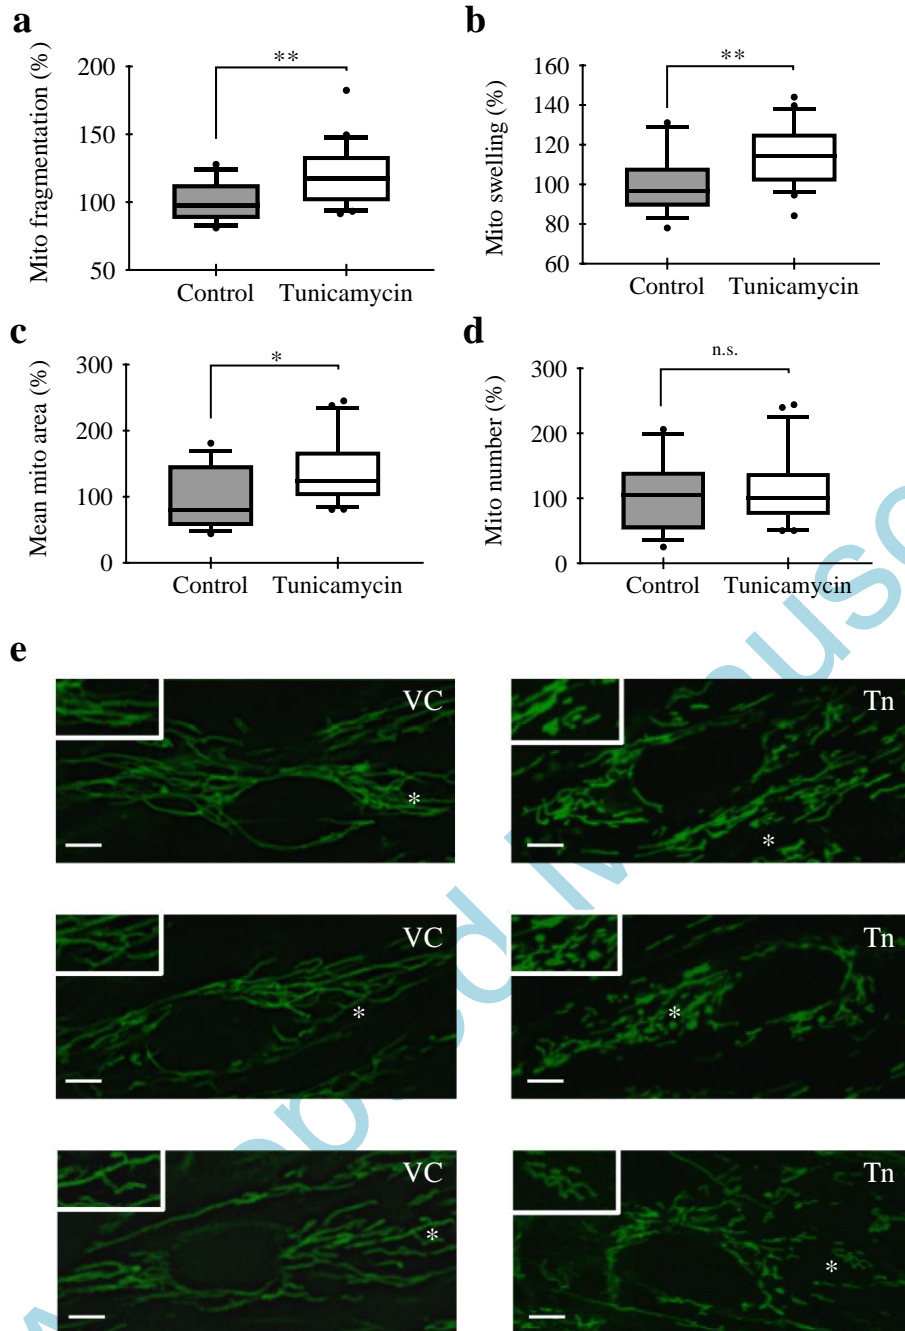 a
Mito fragmentation (%)
200
150
100
50
**
Control
Tunicamycin
b
Mito swelling (%)
160
140
120
100
80
60
**
Control
Tunicamycin
c
Mean mito area (%)
300
200
100
0
*
Control
Tunicamycin
d
Mito number (%)
300
200
100
0
n.s.
Control
Tunicamycin
e
VC
*
Tn
*
VC
*
Tn
*
VC
*
Tn
*